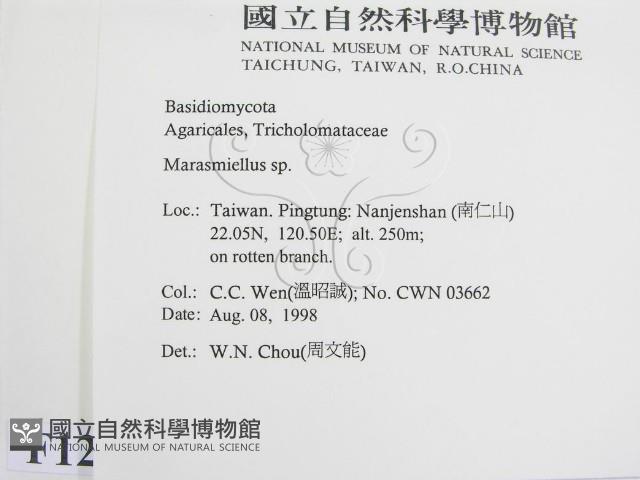 國立自然科學博物館
NATIONAL MUSEUM OF NATURAL SCIENCE
TAICHUNG, TAIWAN, R.O.CHINA
Basidiomycota
Agaricales, Tricholomataceae
Marasmiellus sp.
Loc.: Taiwan. Pingtung: Nanjenshan (南仁山)
22.05N, 120.50E; alt. 250m;
on rotten branch.
Col.: C.C. Wen(溫昭誠); No. CWN 03662
Date: Aug. 08, 1998
Det.: W.N. Chou(周文能)
國立自然科學博物館
NATIONAL MUSEUM OF NATURAL SCIENCE
F12